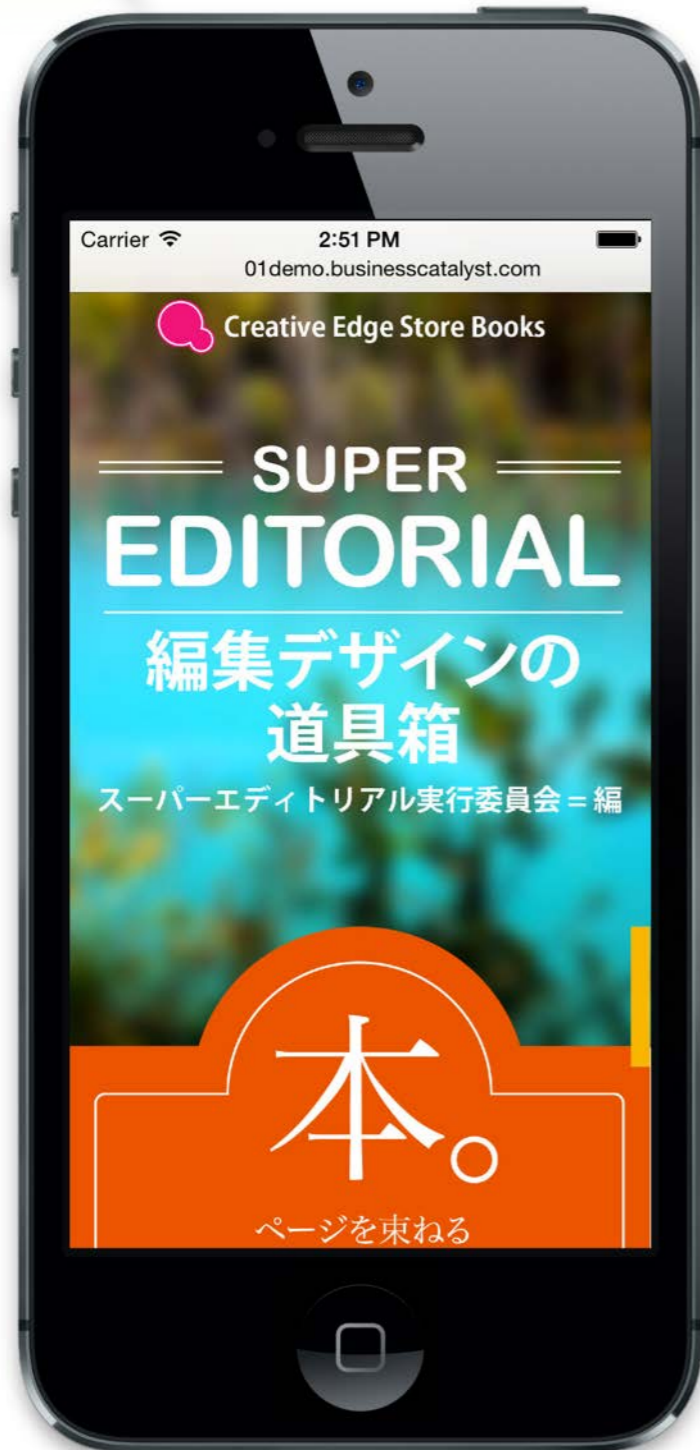 Carrier 2:51 PM
01demo.businesscatalyst.com
Creative Edge Store Books
SUPER
EDITORIAL
編集デザインの
道具箱
スーパーエディトリアル実行委員会＝編
本。
ページを束ねる